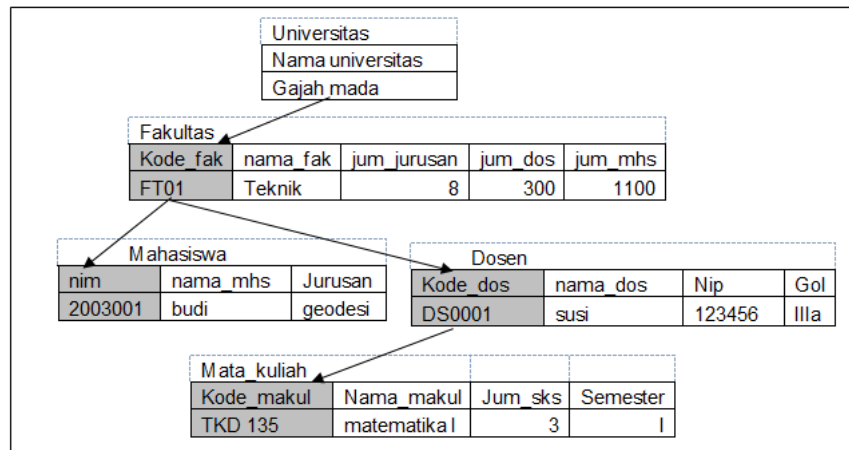 Universitas
Nama universitas
Gajah mada
Fakultas
Kode_fak nama_fak jum_jurusan jum_dos jum_mhs
FT01 Teknik 8 300 1100
Mahasiswa
nim nama_mhs Jurusan
2003001 budi geodesi
Dosen
Kode_dos nama_dos Nip Gol
DS0001 susi 123456 IIIa
Mata_kuliah
Kode_makul Nama_makul Jum_sks Semester
TKD 135 matematika I 3 I